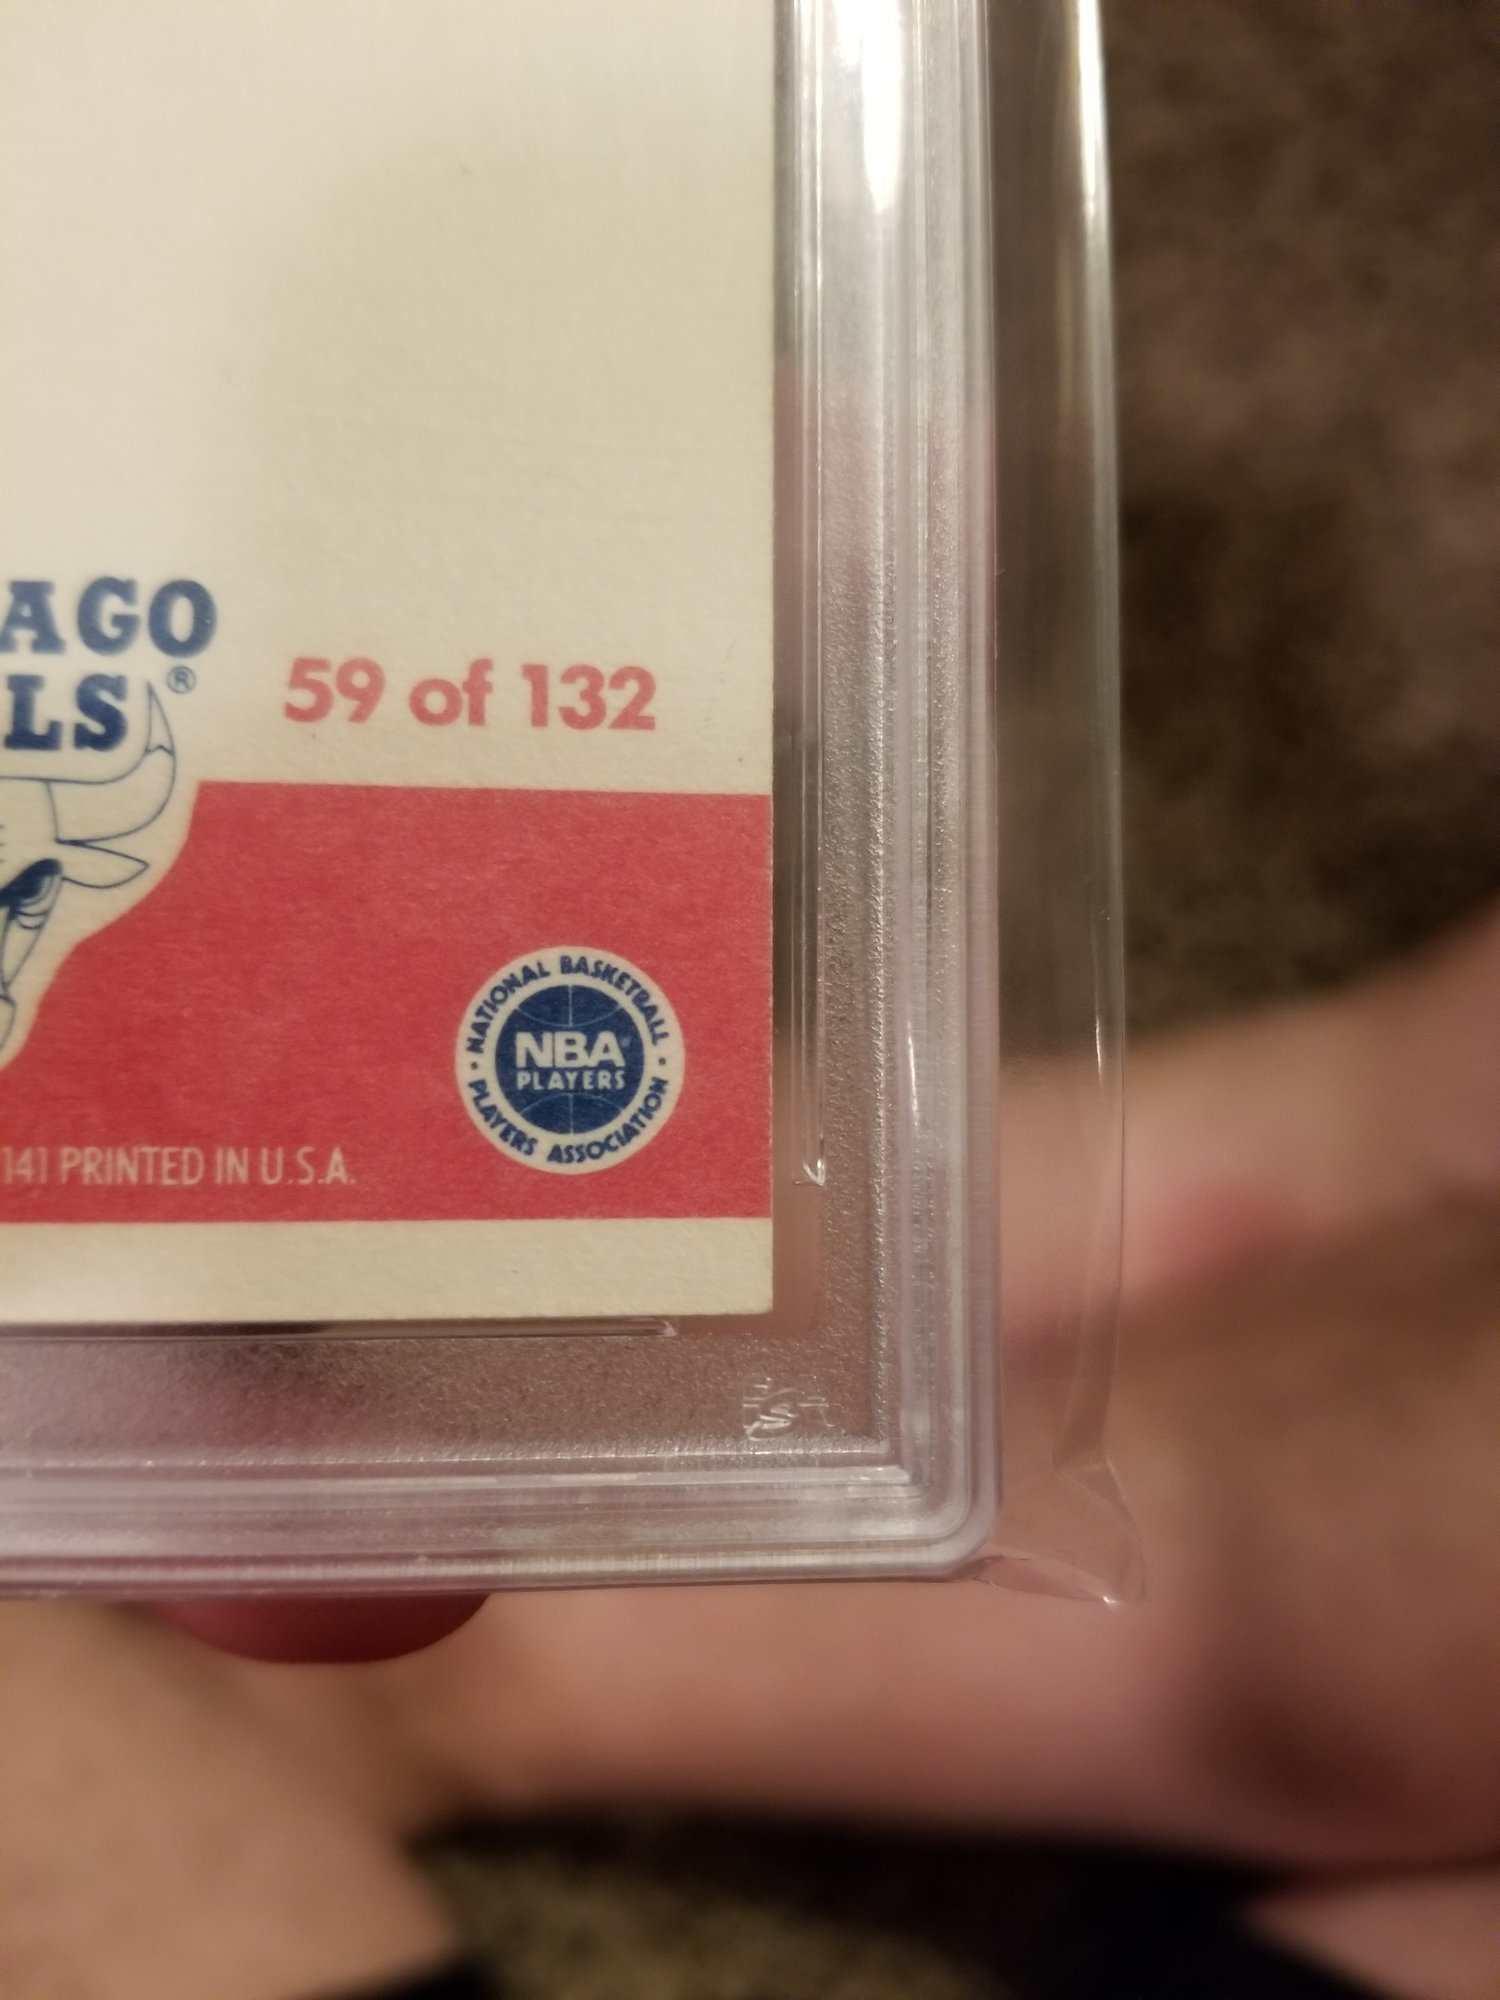 AGO
LS®
59 of 132
NATIONAL BASKETBALL
NBA
PLAYERS
PLAYERS ASSOCIATION
141 PRINTED IN U.S.A.